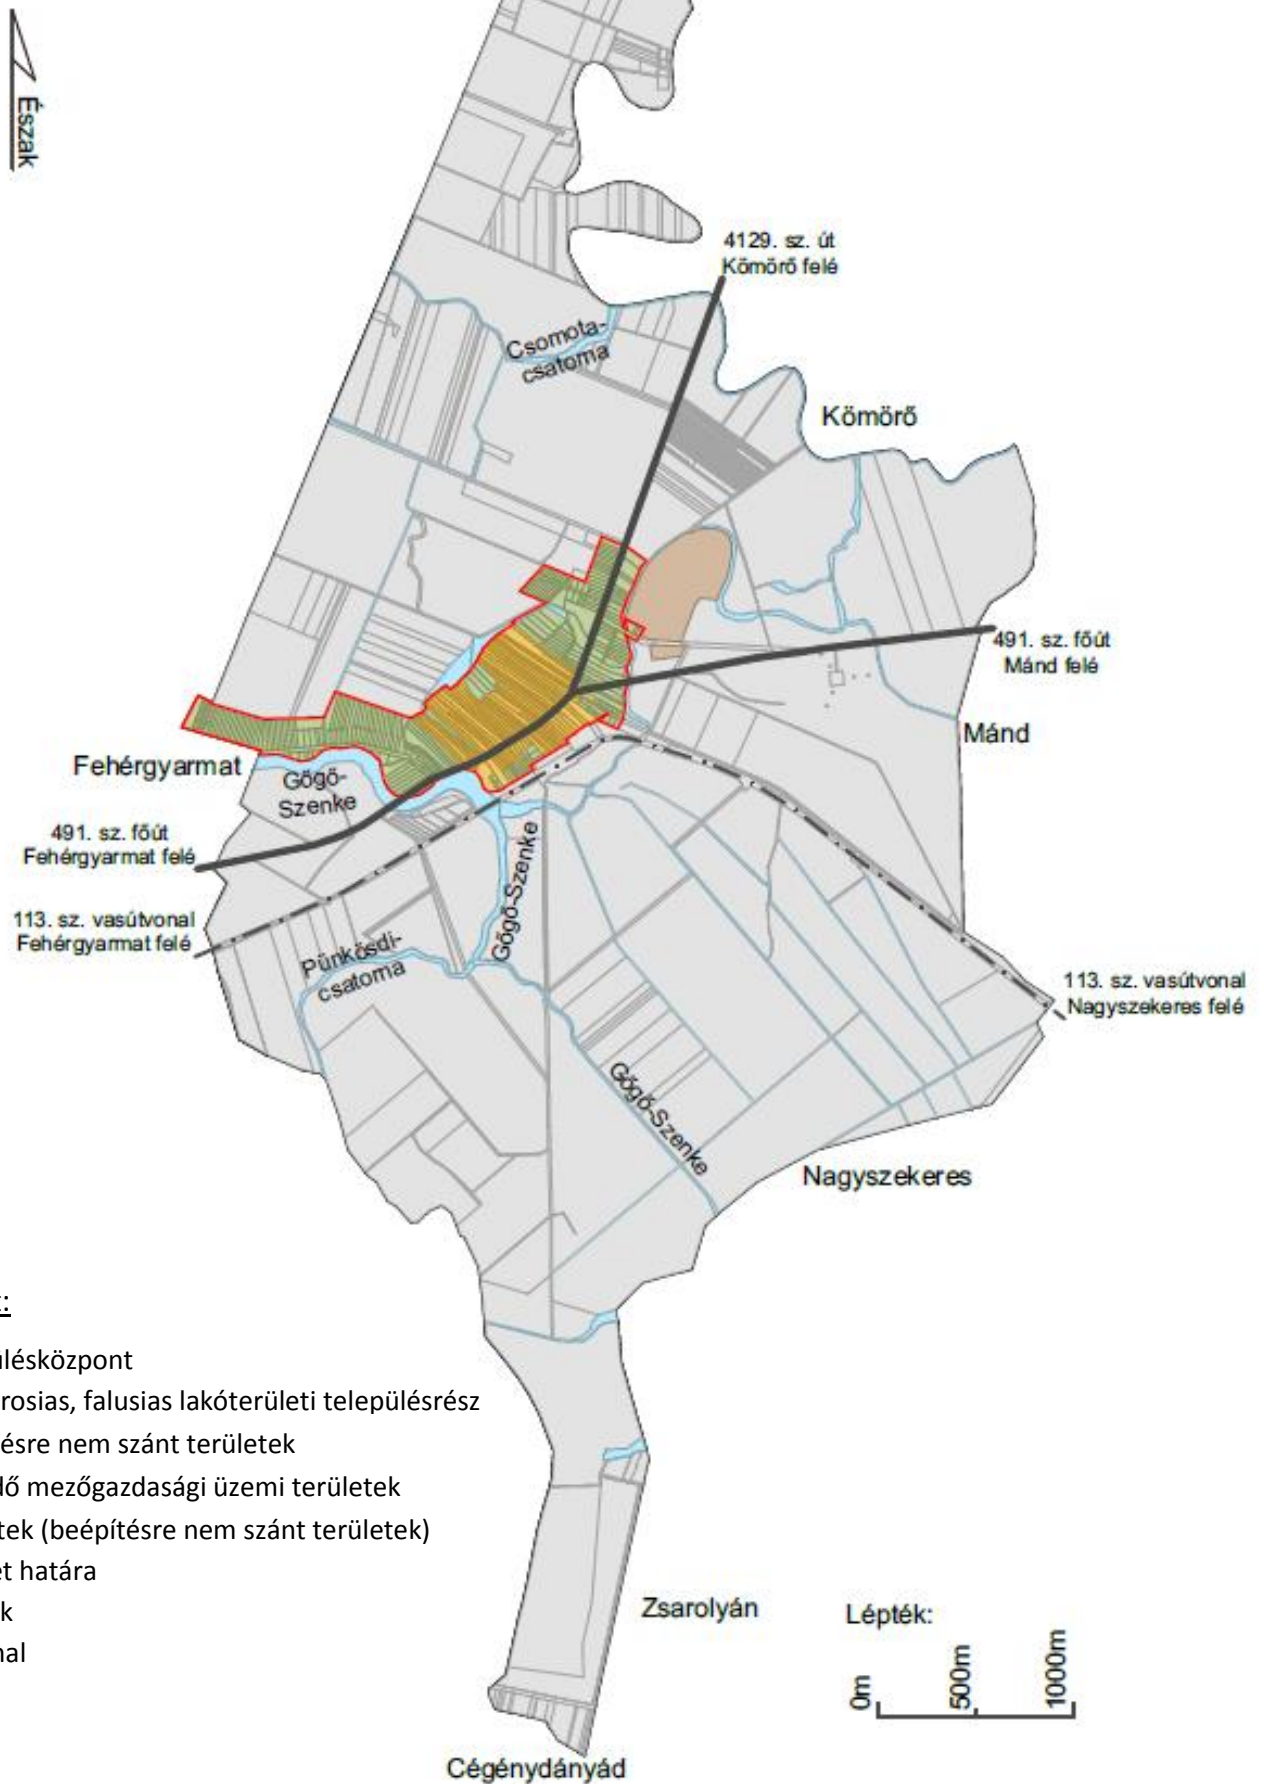 Észak
4129. sz. út
Kömörő felé
Csomota-
csatorna
Kömörő
491. sz. főút
Mánd felé
Mánd
Fehérgyarmat
Gőgő-
Szenke
491. sz. főút
Fehérgyarmat felé
Gőgő-Szenke
113. sz. vasútvonal
Fehérgyarmat felé
Pünkösdi-
csatorna
113. sz. vasútvonal
Nagyszekeres felé
Gőgő-Szenke
Nagyszekeres
:
ülésközpont
rosias, falusias lakóterületi településrész
ésre nem szánt területek
dő mezőgazdasági üzemi területek
tek (beépítésre nem szánt területek)
et határa
k
nal
Zsarolyán
Lépték:
0m
500m
1000m
Cégénydányád